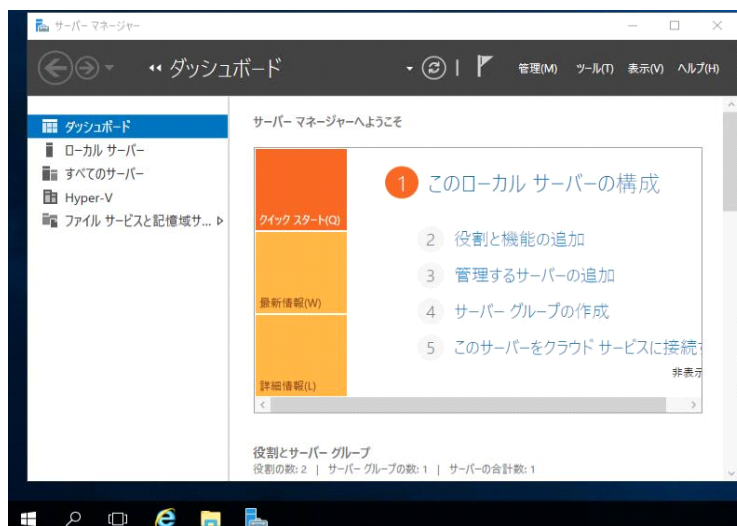 サーバー マネージャー
ダッシュボード
管理(M) ツール(T) 表示(V) ヘルプ(H)
ダッシュボード
ローカル サーバー
すべてのサーバー
Hyper-V
ファイル サービスと記憶域サ...
サーバー マネージャーへようこそ
クイック スタート(Q)
最新情報(W)
詳細情報(L)
1 このローカル サーバーの構成
2 役割と機能の追加
3 管理するサーバーの追加
4 サーバー グループの作成
5 このサーバーをクラウド サービスに接続
非表示
役割とサーバー グループ
役割の数: 2 | サーバー グループの数: 1 | サーバーの合計数: 1